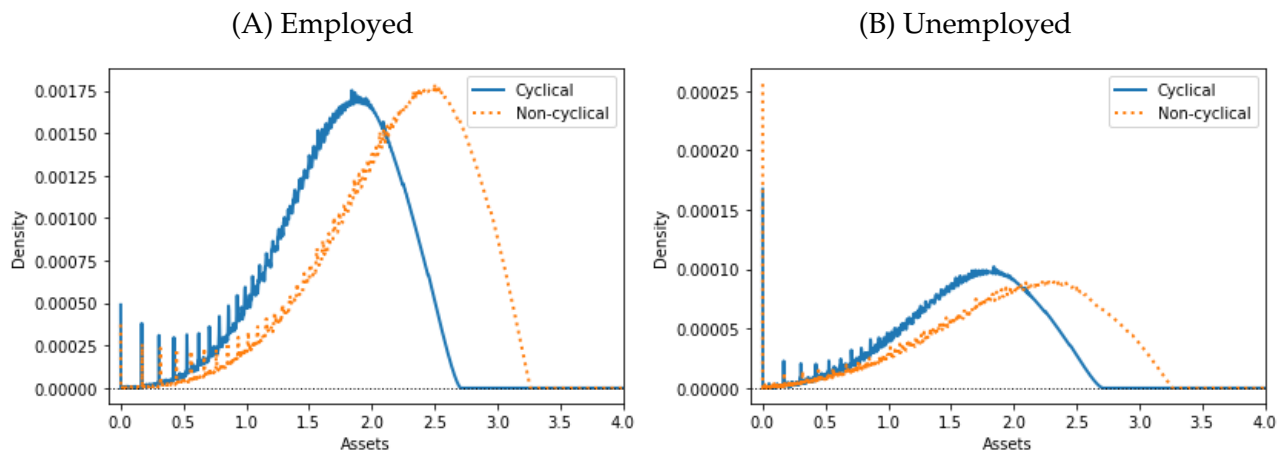 (A) Employed
Cyclical
Non-cyclical
0.00175
0.00150
0.00125
0.00100
0.00075
0.00050
0.00025
0.00000
Density
0.0 0.5 1.0 1.5 2.0 2.5 3.0 3.5 4.0
Assets
(B) Unemployed
Cyclical
Non-cyclical
0.00025
0.00020
0.00015
0.00010
0.00005
0.00000
Density
0.0 0.5 1.0 1.5 2.0 2.5 3.0 3.5 4.0
Assets